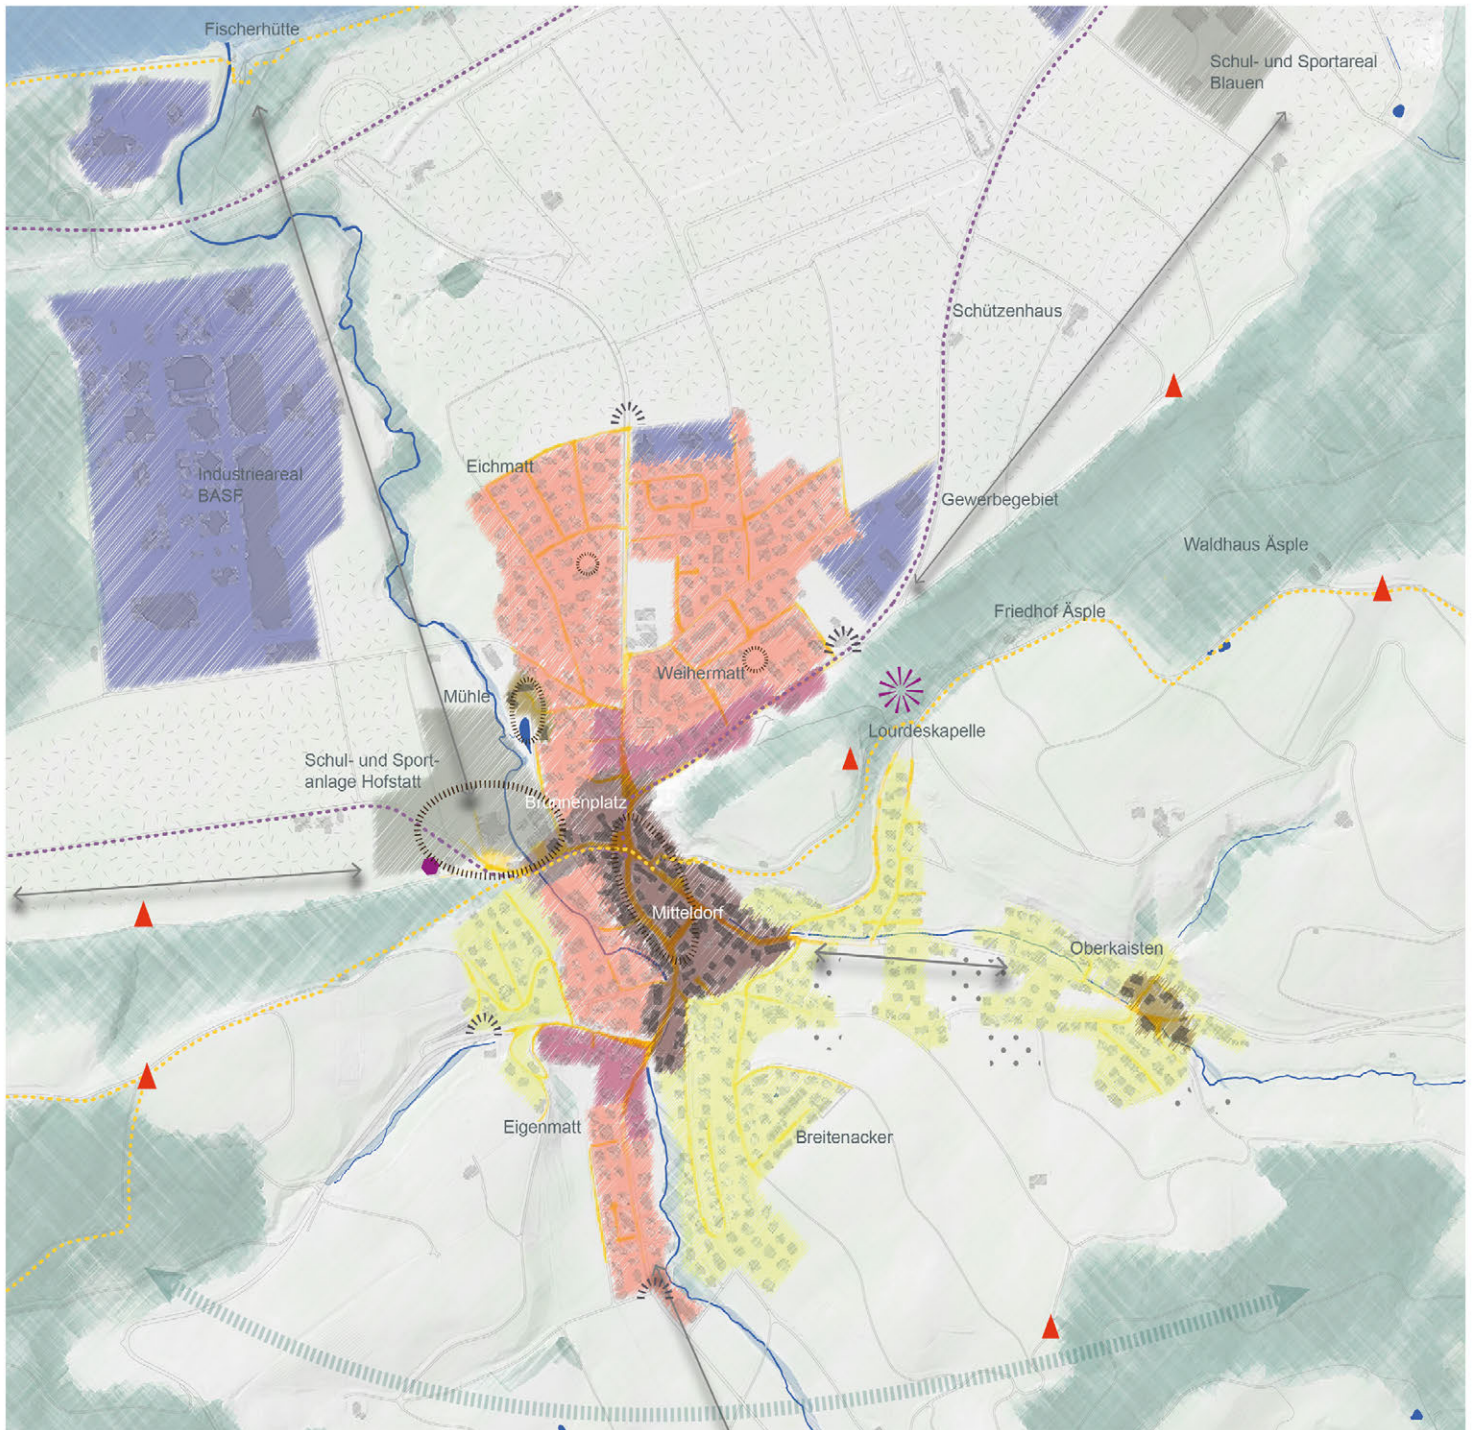 Fischerhütte
Schul- und Sportareal
Blauen
Schützenhaus
Eichmatt
Industrieareal
BASF
Gewerbegebiet
Waldhaus Äsple
Friedhof Äsple
Weihermatt
Mühle
Lourdeskapelle
Schul- und Sport-
anlage Hofstatt
Brunnenplatz
Mitteldorf
Oberkaisten
Eigenmatt
Breitenacker